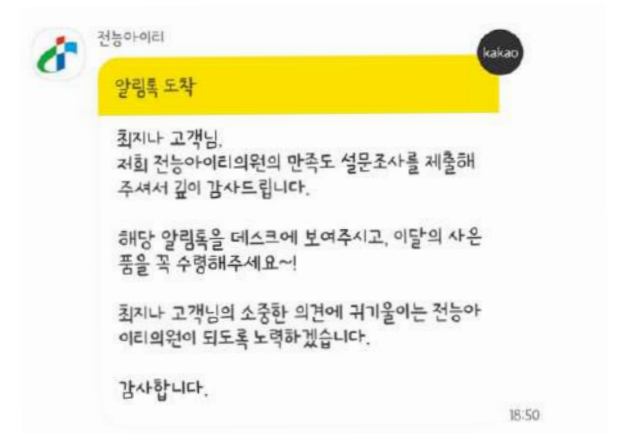 전능아이티
kakao
알림톡 도착
최지나 고객님,
저희 전능아이티의원의 만족도 설문조사를 제출해
주셔서 깊이 감사드립니다.
해당 알림톡을 데스크에 보여주시고, 이달의 사은
품을 꼭 수령해주세요~!
최지나 고객님의 소중한 의견에 귀기울이는 전능아
이티의원이 되도록 노력하겠습니다.
감사합니다.
18:50